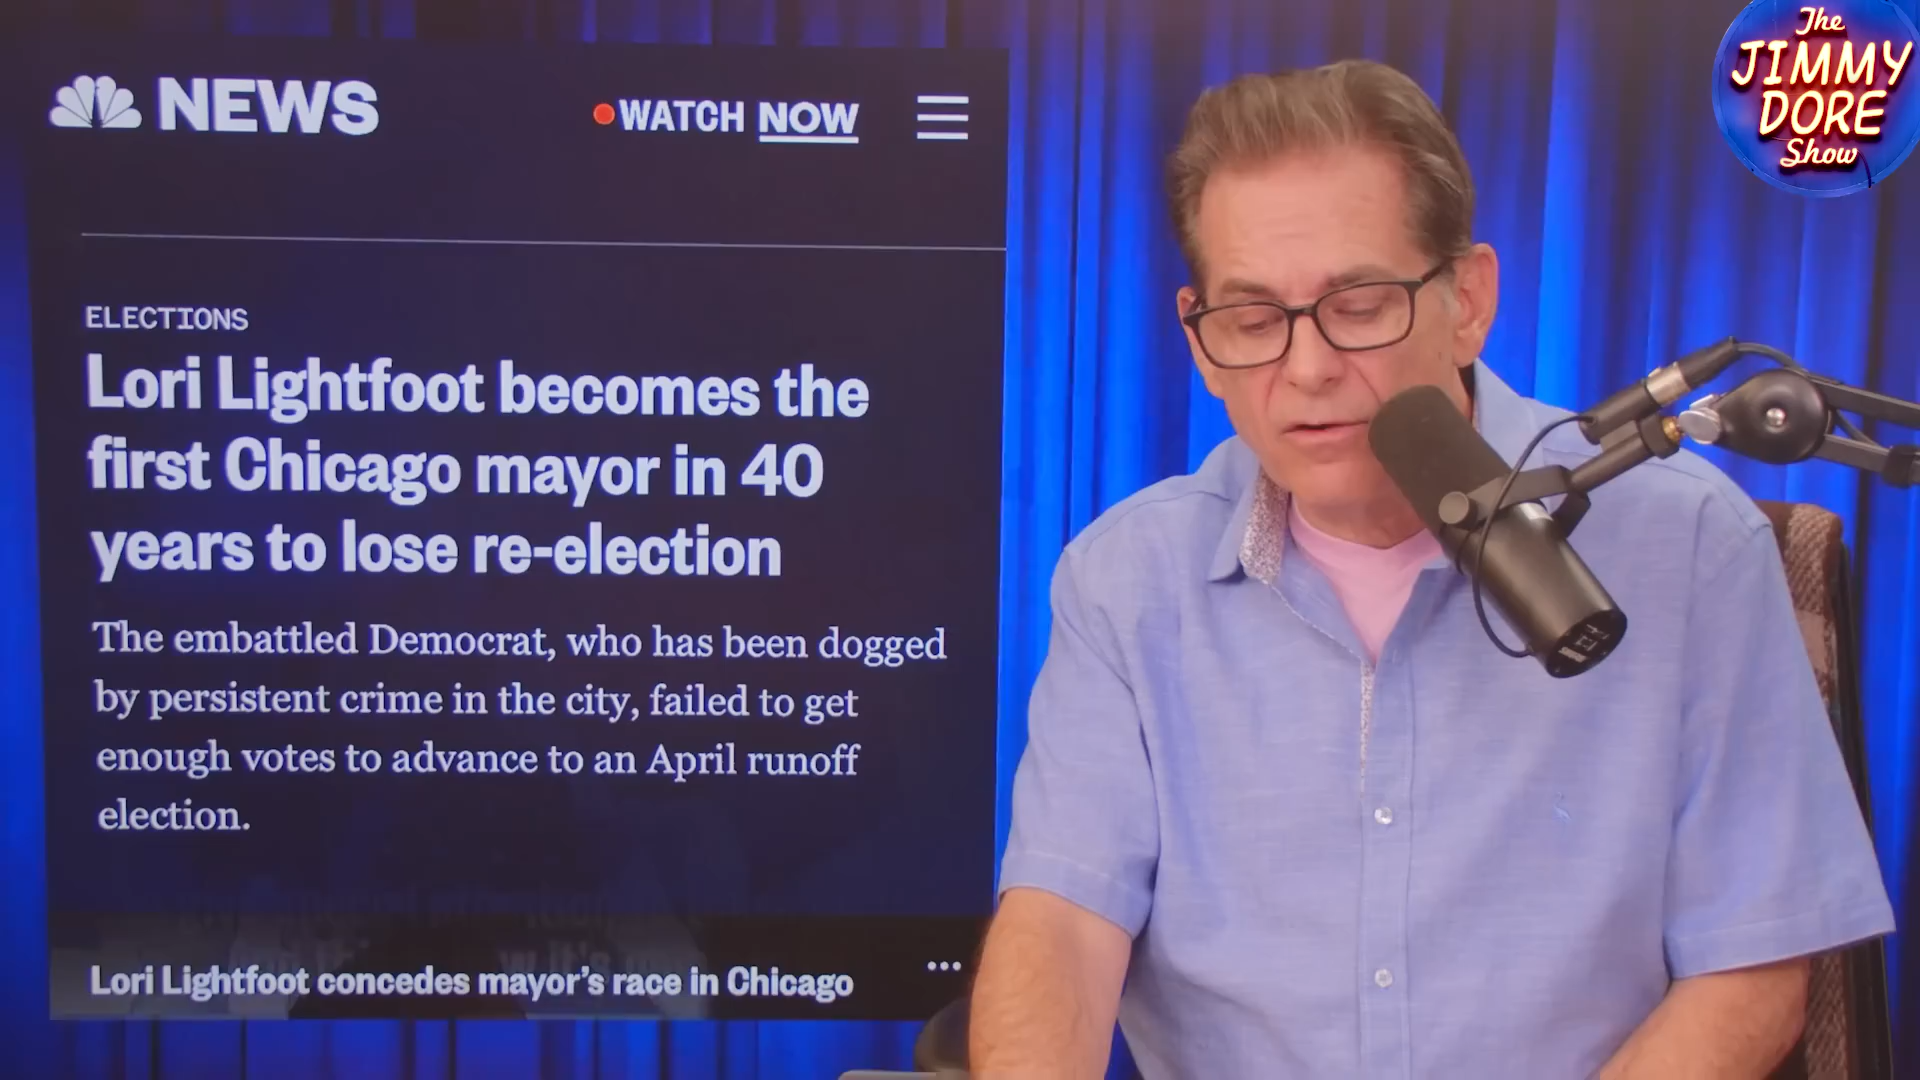 NEWS
WATCH NOW
ELECTIONS
Lori Lightfoot becomes the
first Chicago mayor in 40
years to lose re-election
The embattled Democrat, who has been dogged
by persistent crime in the city, failed to get
enough votes to advance to an April runoff
election.
Lori Lightfoot concedes mayor's race in Chicago
The
JIMMY
DORE
Show